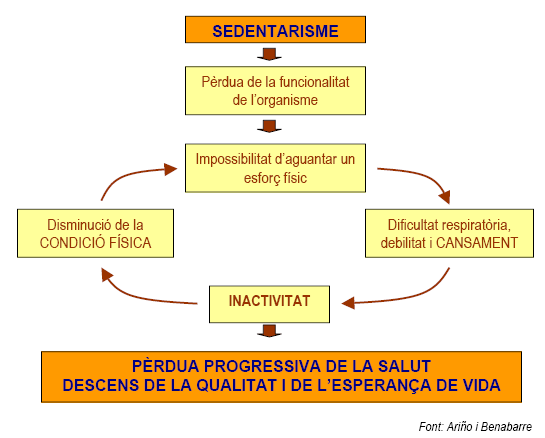 SEDENTARISME
Pèrdua de la funcionalitat
de l'organisme
Impossibilitat d'aguantar un
esforç físic
Disminució de la
CONDICIÓ FÍSICA
Dificultat respiratòria,
debilitat i CANSAMENT
INACTIVITAT
PÈRDUA PROGRESSIVA DE LA SALUT
DESCENS DE LA QUALITAT I DE L'ESPERANÇA DE VIDA
Font: Ariño i Benabarre